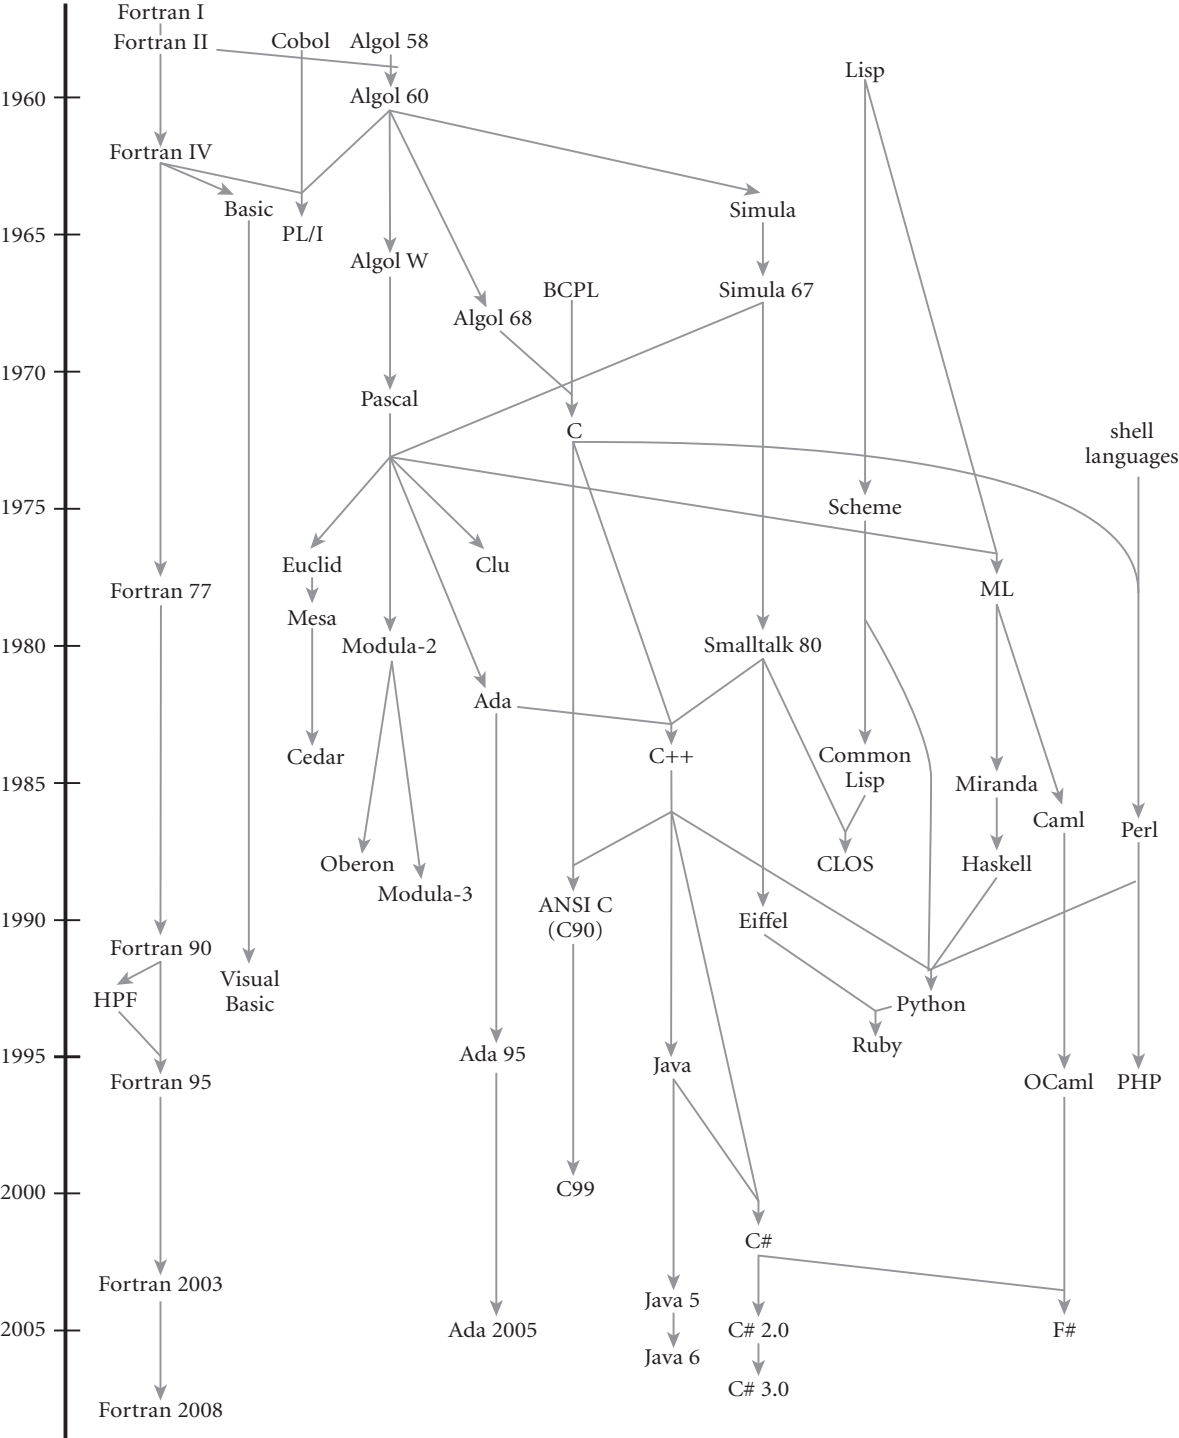 Fortran I
Fortran II
Cobol
Algol 58
Lisp
1960
Algol 60
Fortran IV
Basic
Simula
PL/I
1965
Algol W
BCPL
Simula 67
Algol 68
1970
Pascal
C
shell
languages
1975
Scheme
Euclid
Clu
Fortran 77
ML
Mesa
1980
Modula-2
Smalltalk 80
Ada
Cedar
C++
Common
Lisp
1985
Miranda
Caml
Perl
Oberon
CLOS
Haskell
Modula-3
ANSI C
(C90)
1990
Eiffel
Fortran 90
Visual
Basic
HPF
Python
Ruby
1995
Ada 95
Java
Fortran 95
OCaml
PHP
2000
C99
C#
Fortran 2003
Java 5
2005
Ada 2005
C# 2.0
F#
Java 6
C# 3.0
Fortran 2008